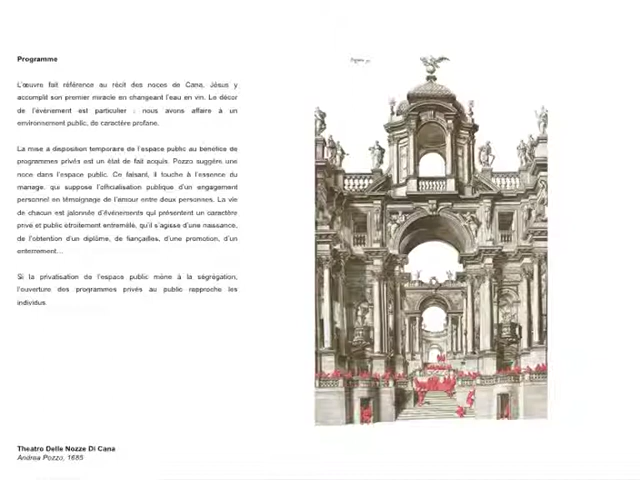 Programme
L'œuvre fait référence au récit des noces de Cana, Jésus y
accomplit son premier miracle en changeant l'eau en vin. Le décor
de l'événement est particulier : nous avons affaire à un
environnement public, de caractère profane.
La mise à disposition temporaire de l'espace public au bénéfice de
programmes privés est un état de fait acquis. Pozzo suggère une
noce dans l'espace public. Ce faisant, il touche à l'essence du
mariage, qui suppose l'officialisation publique d'un engagement
personnel en témoignage de l'amour entre deux personnes. La vie
de chacun est jalonnée d'événements qui présentent un caractère
privé et public étroitement entremêlé, qu'il s'agisse d'une naissance,
de l'obtention d'un diplôme, de fiançailles, d'une promotion, d'un
enterrement...
Si la privatisation de l'espace public mène à la ségrégation,
l'ouverture des programmes privés au public rapproche les
individus.
Theatro Delle Nozze Di Cana
Andrea Pozzo, 1685